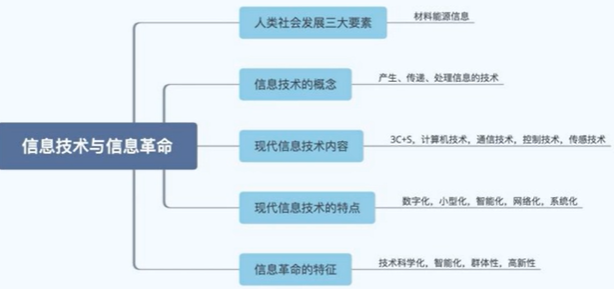 信息技术与信息革命
人类社会发展三大要素
材料能源信息
信息技术的概念
产生、传递、处理信息的技术
现代信息技术内容
3C+S，计算机技术，通信技术，控制技术，传感技术
现代信息技术的特点
数字化、小型化，智能化，网络化，系统化
信息革命的特征
技术科学化，智能化，群体性，高新性